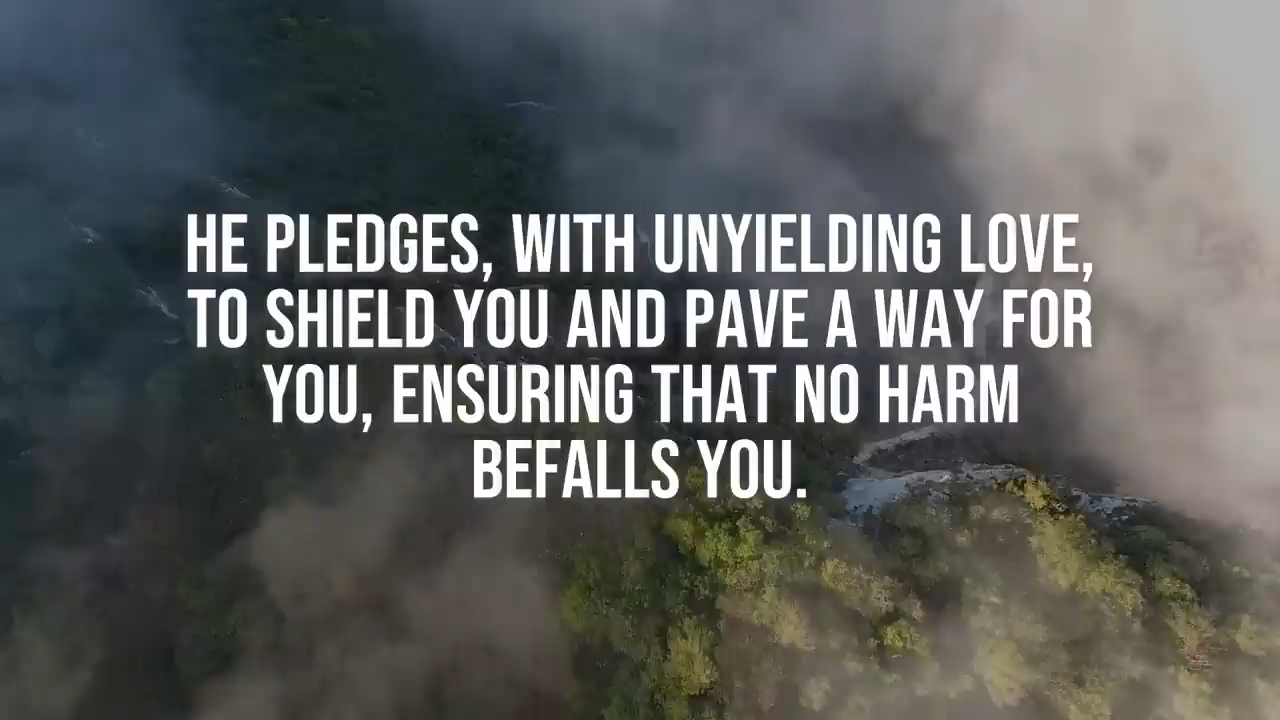 HE PLEDGES, WITH UNYIELDING LOVE,
TO SHIELD YOU AND PAVE A WAY FOR
YOU, ENSURING THAT NO HARM
BEFALLS YOU.